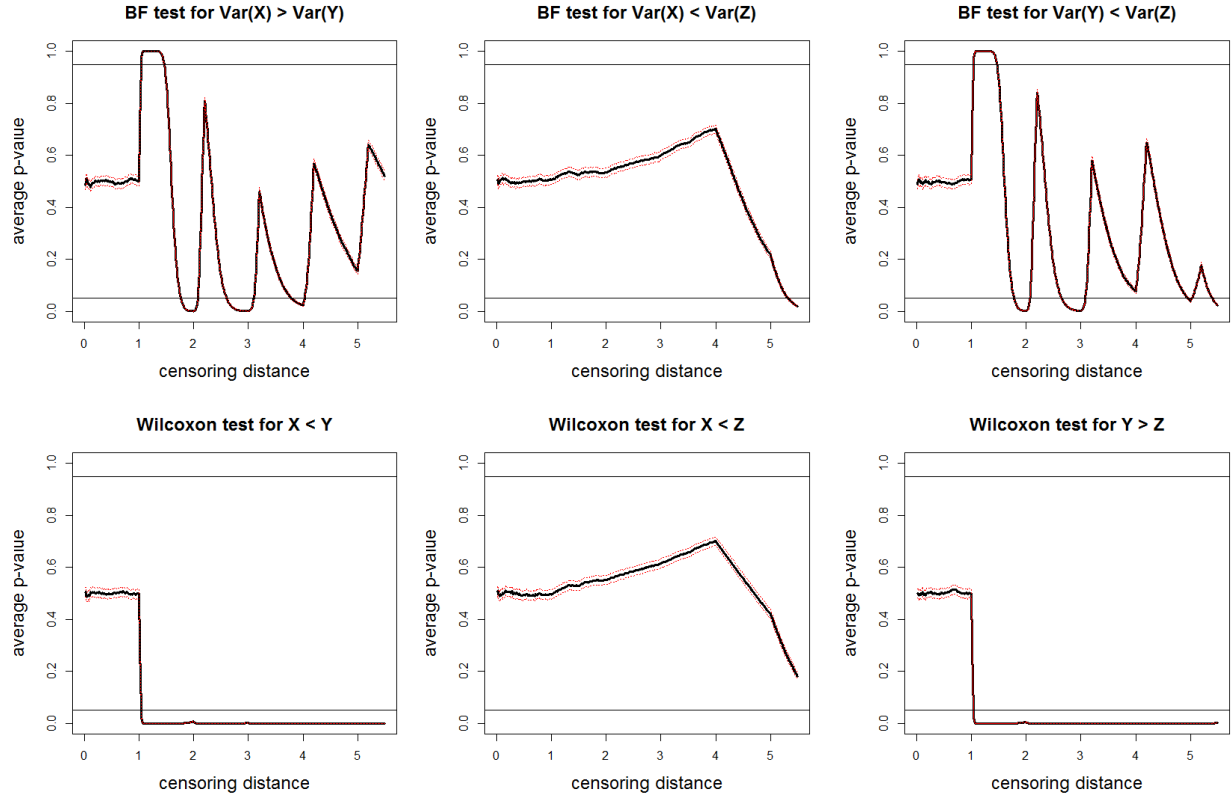 BF test for Var(X) > Var(Y)
average p-value
0.0 0.2 0.4 0.6 0.8 1.0
0 1 2 3 4 5
censoring distance
BF test for Var(X) < Var(Z)
average p-value
0.0 0.2 0.4 0.6 0.8 1.0
0 1 2 3 4 5
censoring distance
BF test for Var(Y) < Var(Z)
average p-value
0.0 0.2 0.4 0.6 0.8 1.0
0 1 2 3 4 5
censoring distance
Wilcoxon test for X < Y
average p-value
0.0 0.2 0.4 0.6 0.8 1.0
0 1 2 3 4 5
censoring distance
Wilcoxon test for X < Z
average p-value
0.0 0.2 0.4 0.6 0.8 1.0
0 1 2 3 4 5
censoring distance
Wilcoxon test for Y > Z
average p-value
0.0 0.2 0.4 0.6 0.8 1.0
0 1 2 3 4 5
censoring distance